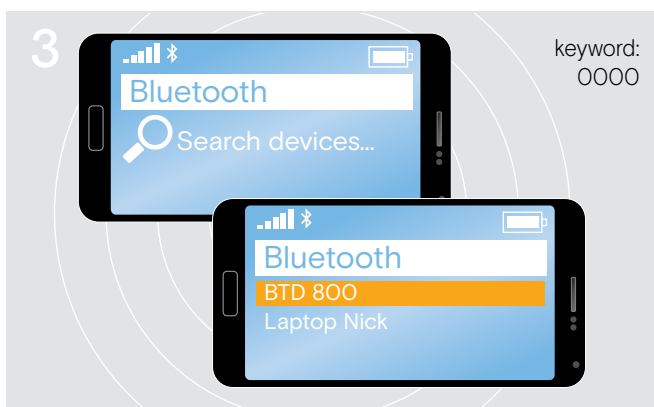 3
keyword:
0000
Bluetooth
Search devices...
Bluetooth
BTD 800
Laptop Nick